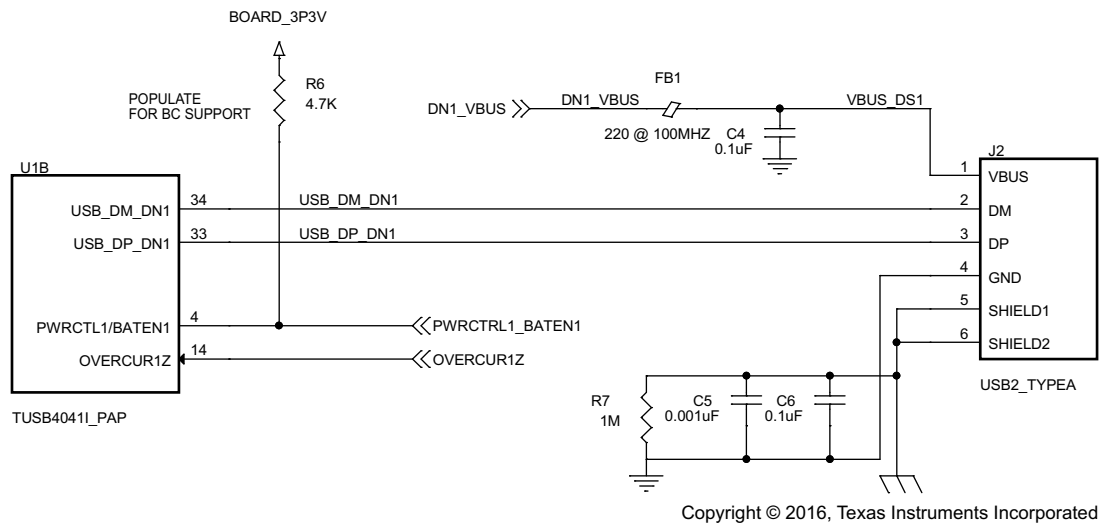 BOARD_3P3V
R6
4.7K
POPULATE
FOR BC SUPPORT
FB1
DN1_VBUS
DN1_VBUS
VBUS_DS1
220 @ 100MHZ
C4
0.1uF
U1B
J2
1
VBUS
USB_DM_DN1
34
USB_DM_DN1
2
DM
USB_DP_DN1
33
USB_DP_DN1
3
DP
4
GND
5
SHIELD1
PWRCTL1/BATEN1
4
PWRCTRL1_BATEN1
6
SHIELD2
OVERCUR1Z
14
OVERCUR1Z
USB2_TYPEA
R7
1M
C5
0.001uF
C6
0.1uF
TUSB4041I_PAP
Copyright © 2016, Texas Instruments Incorporated